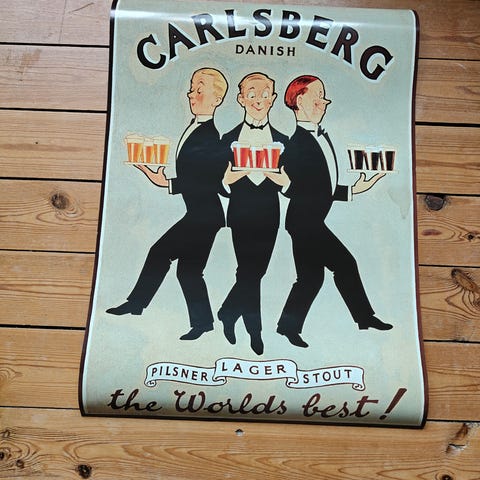 CARLSBERG
DANISH
PILSNER LAGER STOUT
the Worlds best!